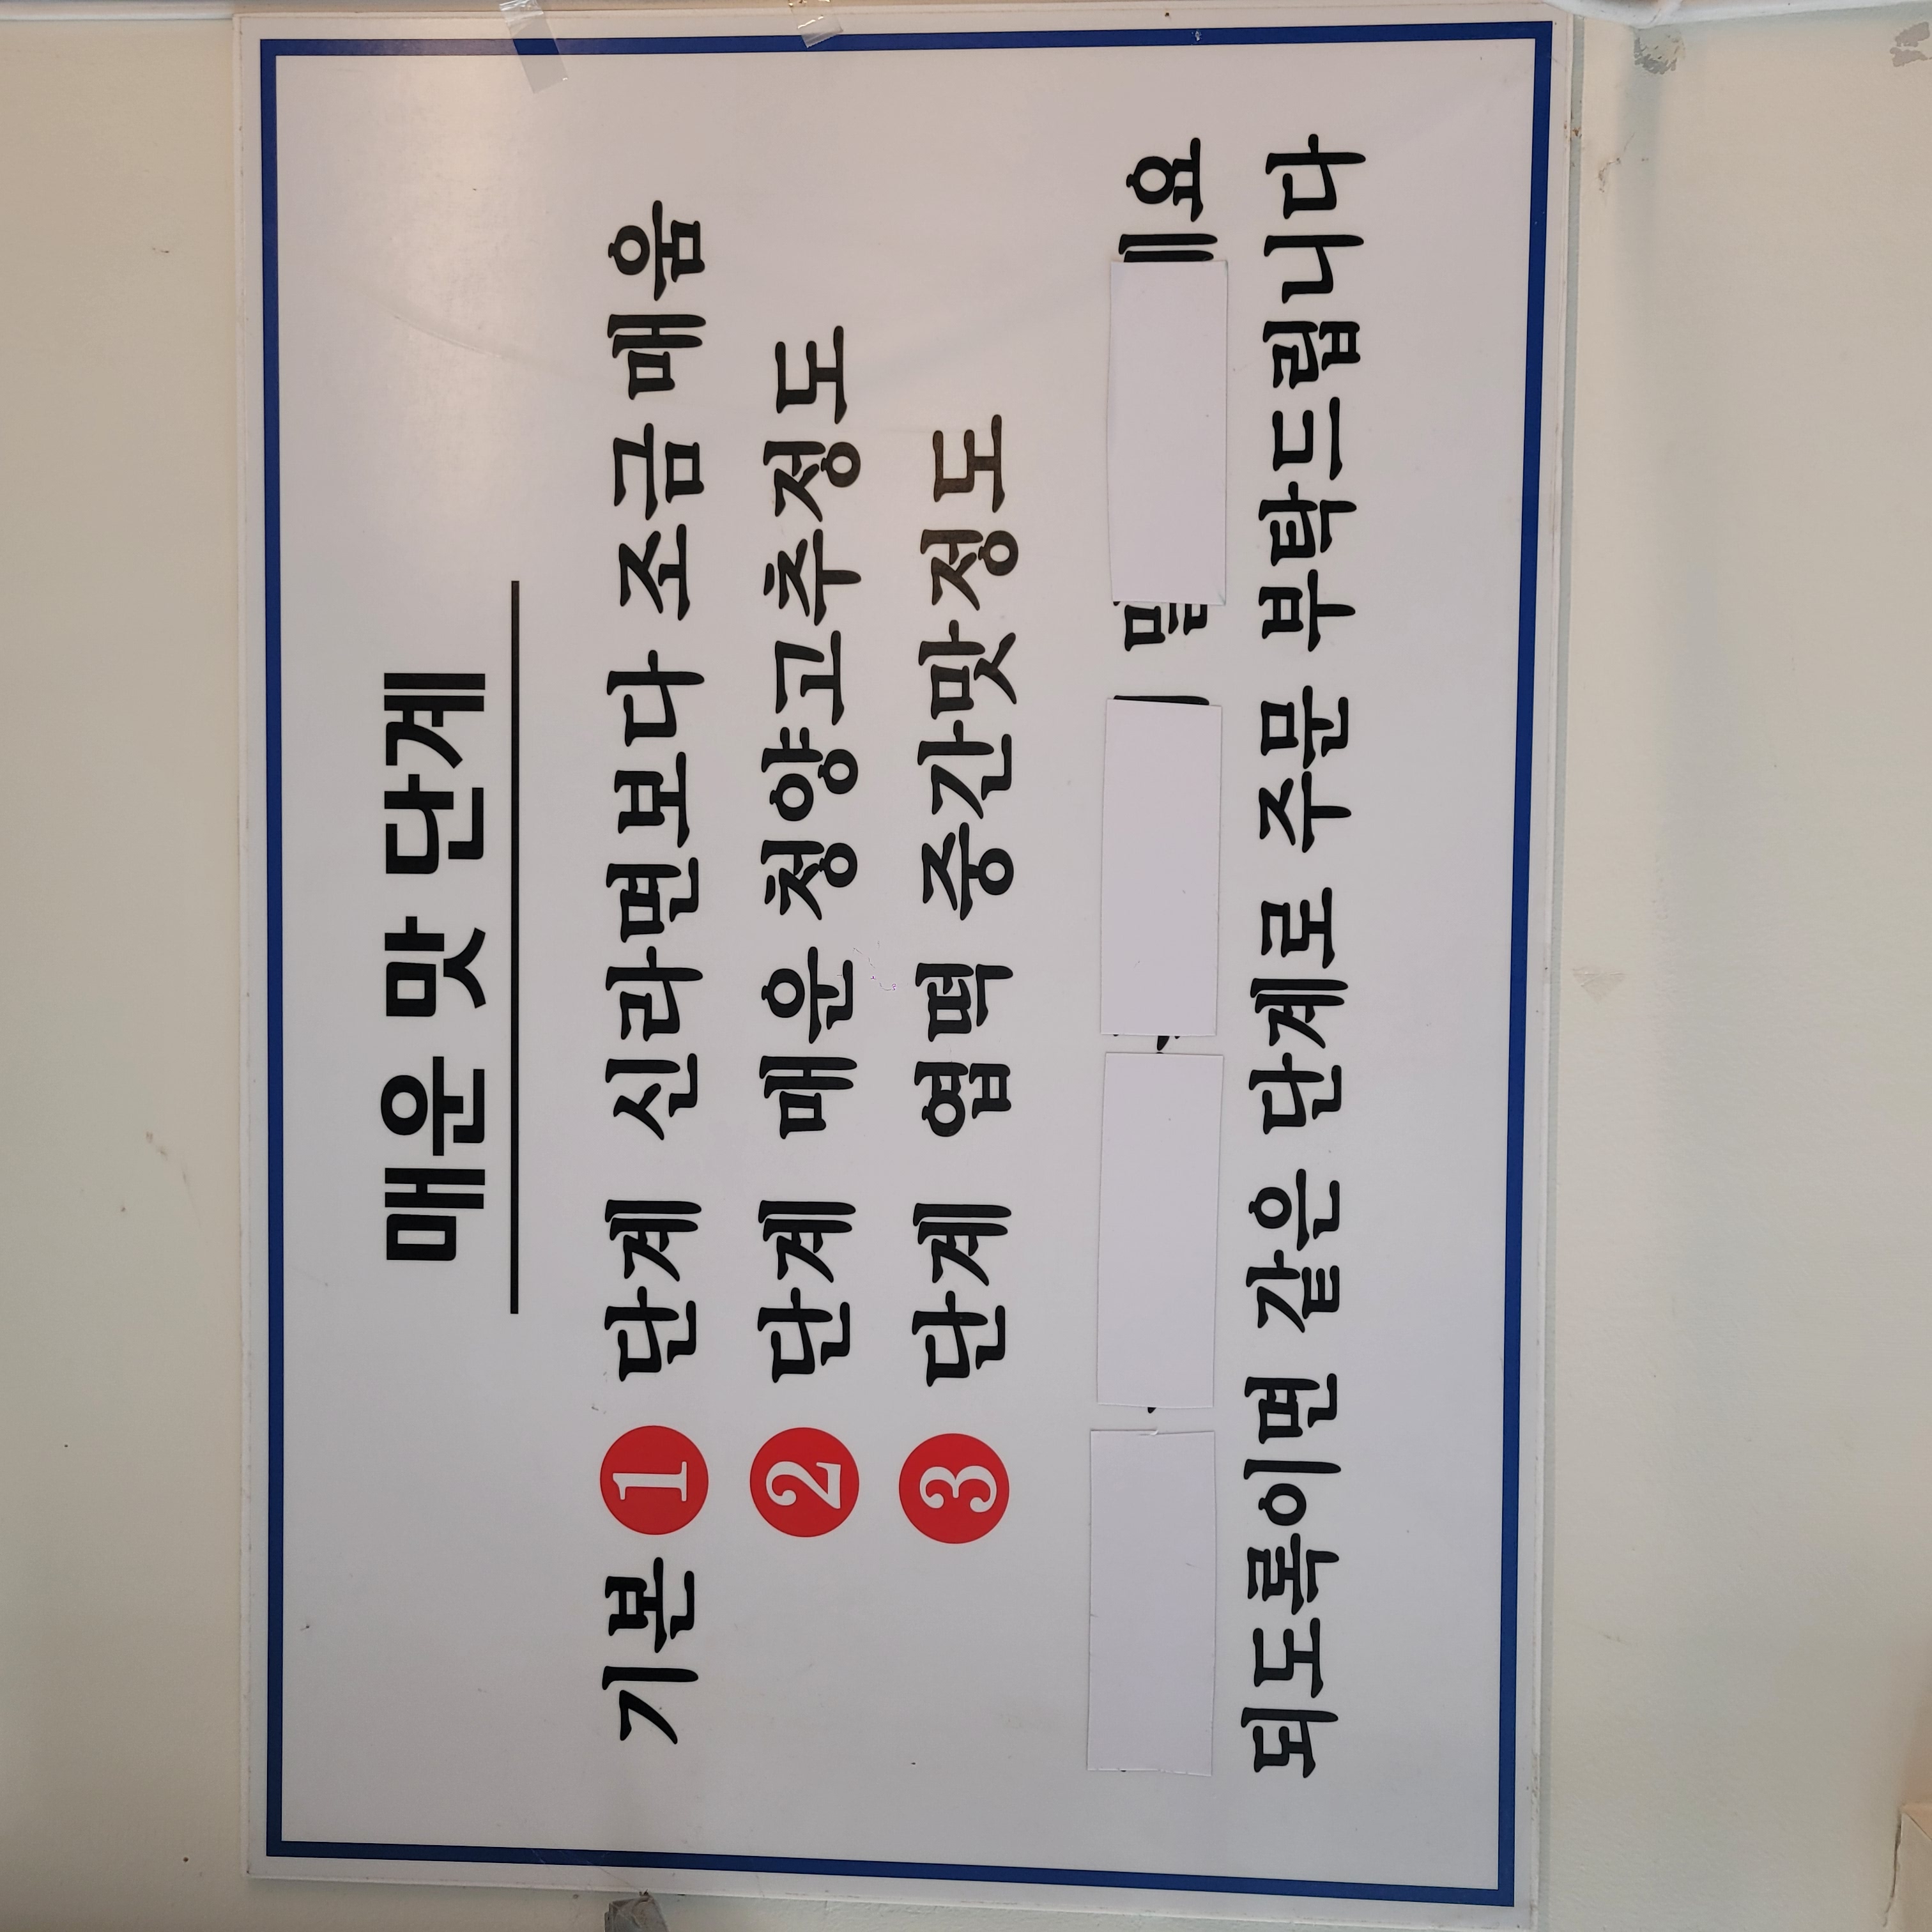 매운 맛 단계
기본 1 단계 신라면보다 조금 매움
2 단계 매운 청양고추정도
3 단계 엽떡 중간맛정도
되도록이면 같은 단계로 주문 부탁드립니다